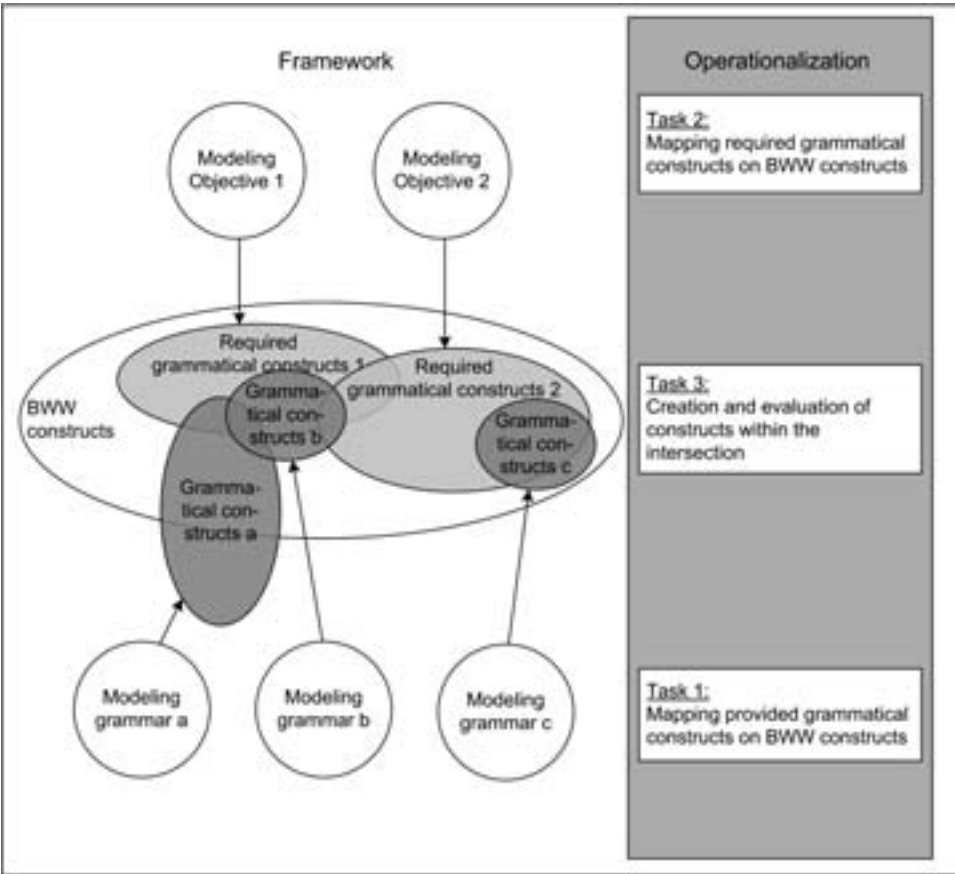 Framework
Operationalization
Modeling
Objective 1
Modeling
Objective 2
Task 2:
Mapping required grammatical
constructs on BWW constructs
Required
grammatical constructs 1
Required
grammatical constructs 2
BWW
constructs
Gramma-
tical con-
structs b
Gramma-
tical con-
structs c
Gramma-
tical con-
structs a
Task 3:
Creation and evaluation of
constructs within the
intersection
Modeling
grammar a
Modeling
grammar b
Modeling
grammar c
Task 1:
Mapping provided grammatical
constructs on BWW constructs